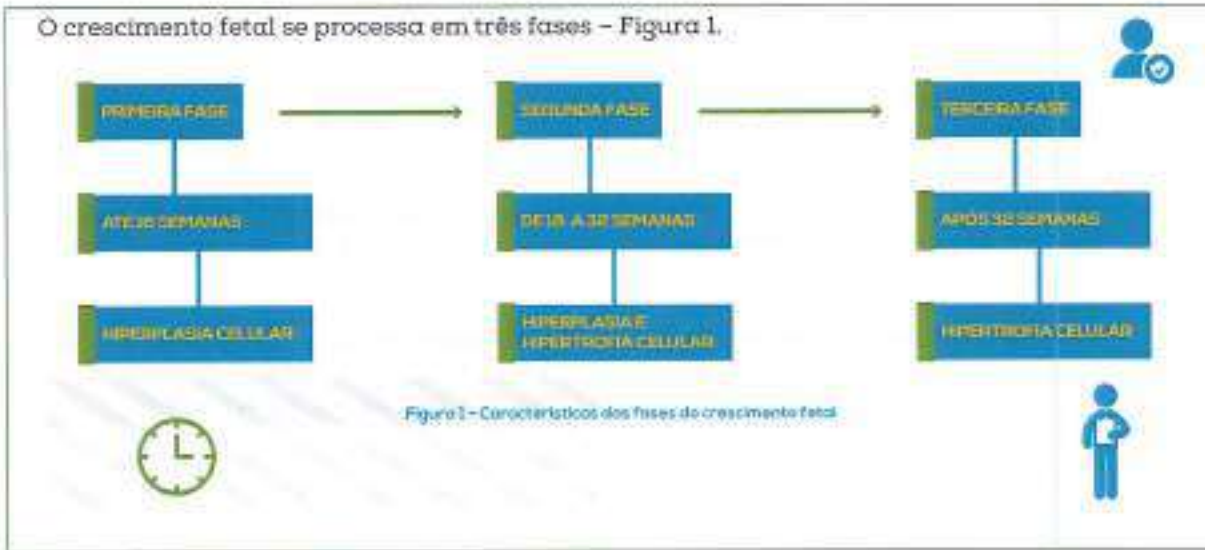 O crescimento fetal se processa em três fases – Figura 1.
PRIMEIRA FASE
SEGUNDA FASE
TERCEIRA FASE
ATÉ 16 SEMANAS
DE 16 A 32 SEMANAS
APÓS 32 SEMANAS
HIPERPLASIA CELULAR
HIPERPLASIA E
HIPERTROFIA CELULAR
HIPERTROFIA CELULAR
Figura 1 – Características das fases do crescimento fetal